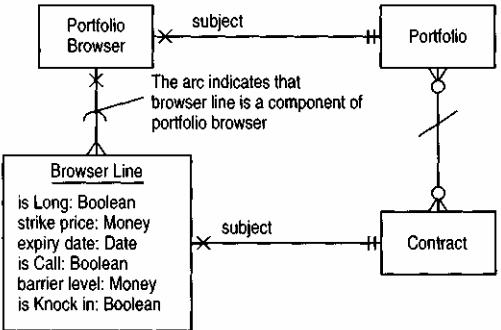 Portfolio
Browser
subject
Portfolio
The arc indicates that
browser line is a component of
portfolio browser
Browser Line
is Long: Boolean
strike price: Money
expiry date: Date
is Call: Boolean
barrier level: Money
is Knock in: Boolean
subject
Contract